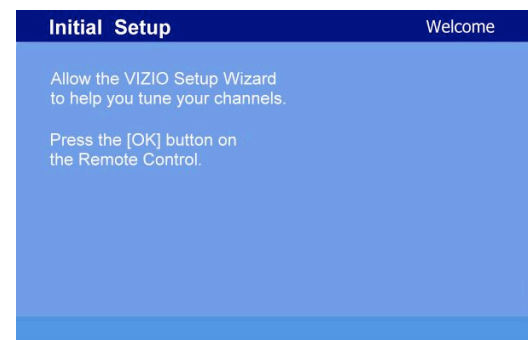 Initial Setup
Welcome
Allow the VIZIO Setup Wizard
to help you tune your channels.
Press the [OK] button on
the Remote Control.